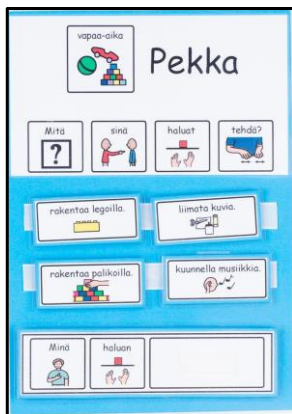 vapaa-aika
Pekka
Mitä sinä haluat tehdä?
rakentaa legoilla. liimata kuvia.
rakentaa palikoilla. kuunnella musiikkia.
Minä haluan